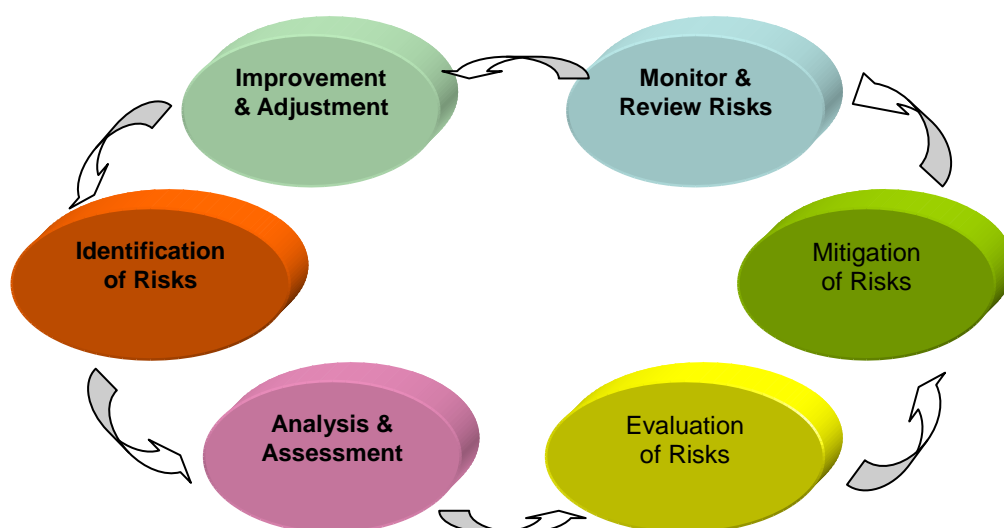 Improvement
& Adjustment
Monitor &
Review Risks
Identification
of Risks
Mitigation
of Risks
Analysis &
Assessment
Evaluation
of Risks